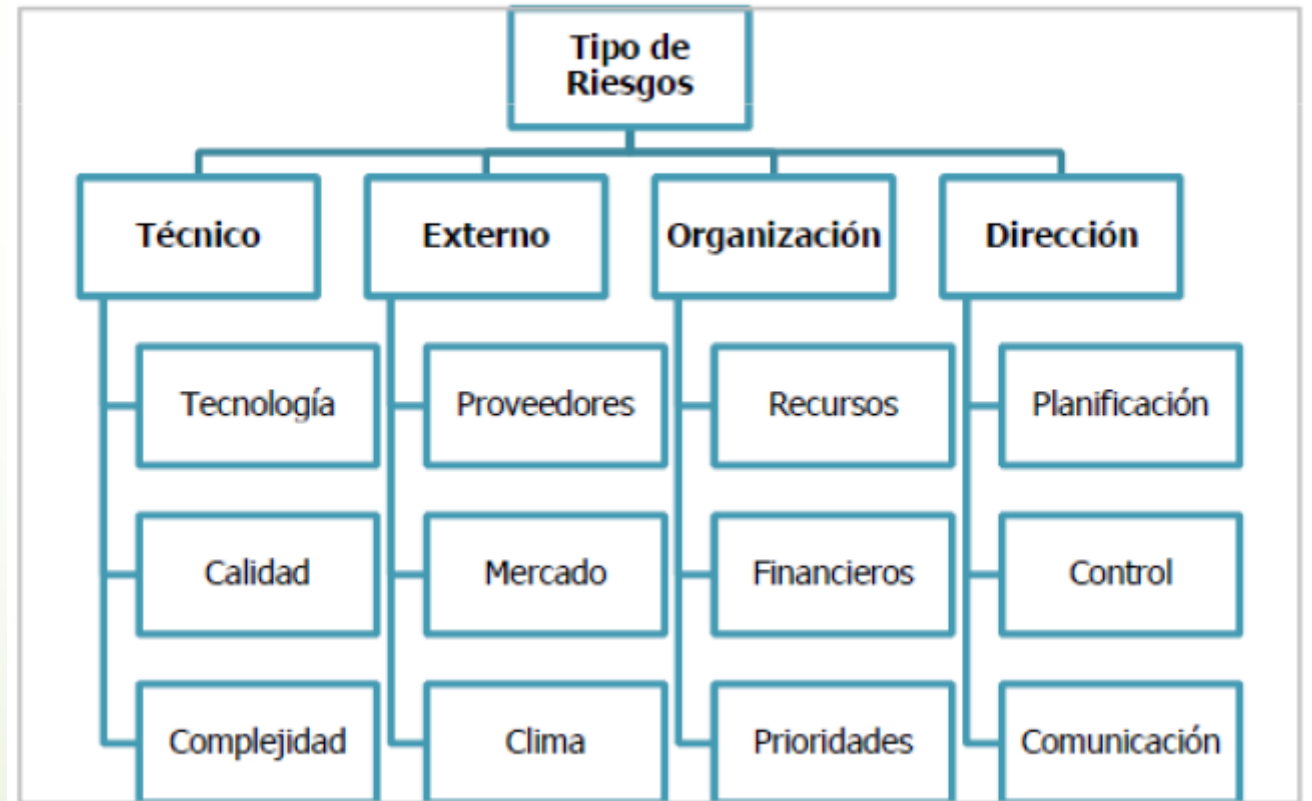 Tipo de
Riesgos
Técnico
Externo
Organización
Dirección
Tecnología
Proveedores
Recursos
Planificación
Calidad
Mercado
Financieros
Control
Complejidad
Clima
Prioridades
Comunicación